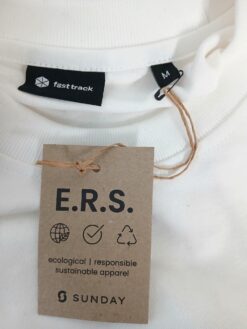 fast track
M
E.R.S.
ecological | responsible
sustainable apparel
SUNDAY